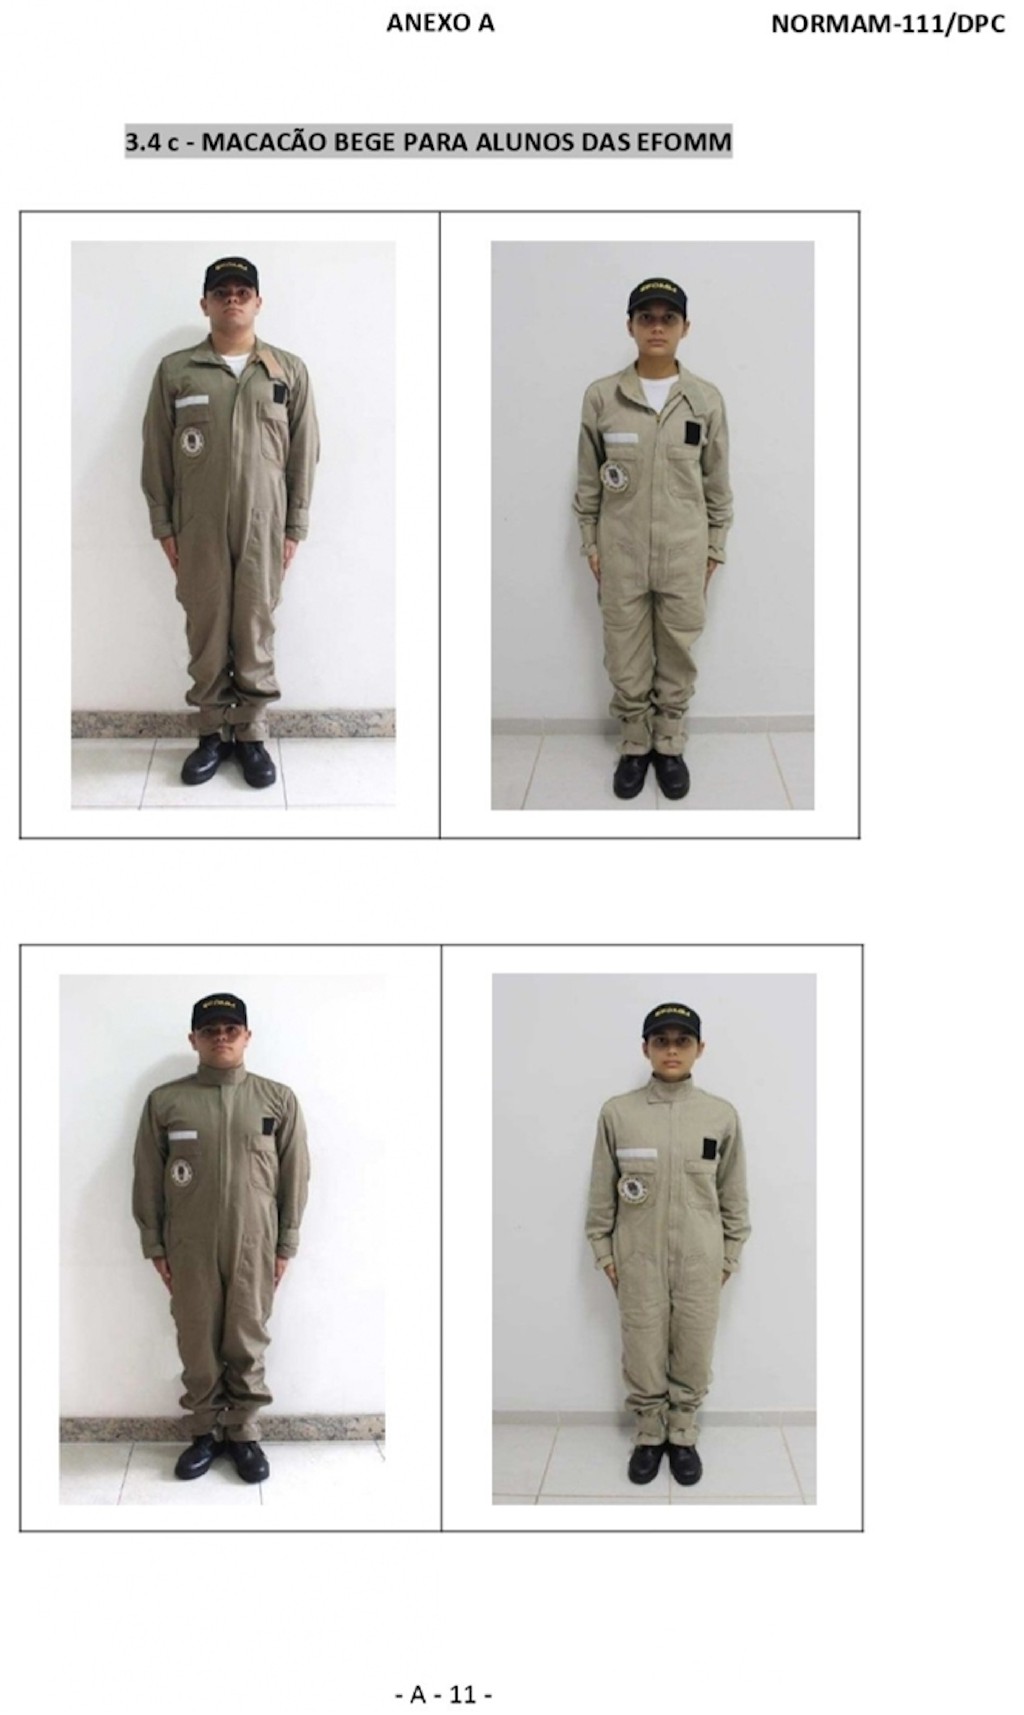 ANEXO A
NORMAM-111/DPC
3.4 c - MACACÃO BEGE PARA ALUNOS DAS EFOMM
EFOMM
EFOMM
EFOMM
EFOMM
- A - 11 -